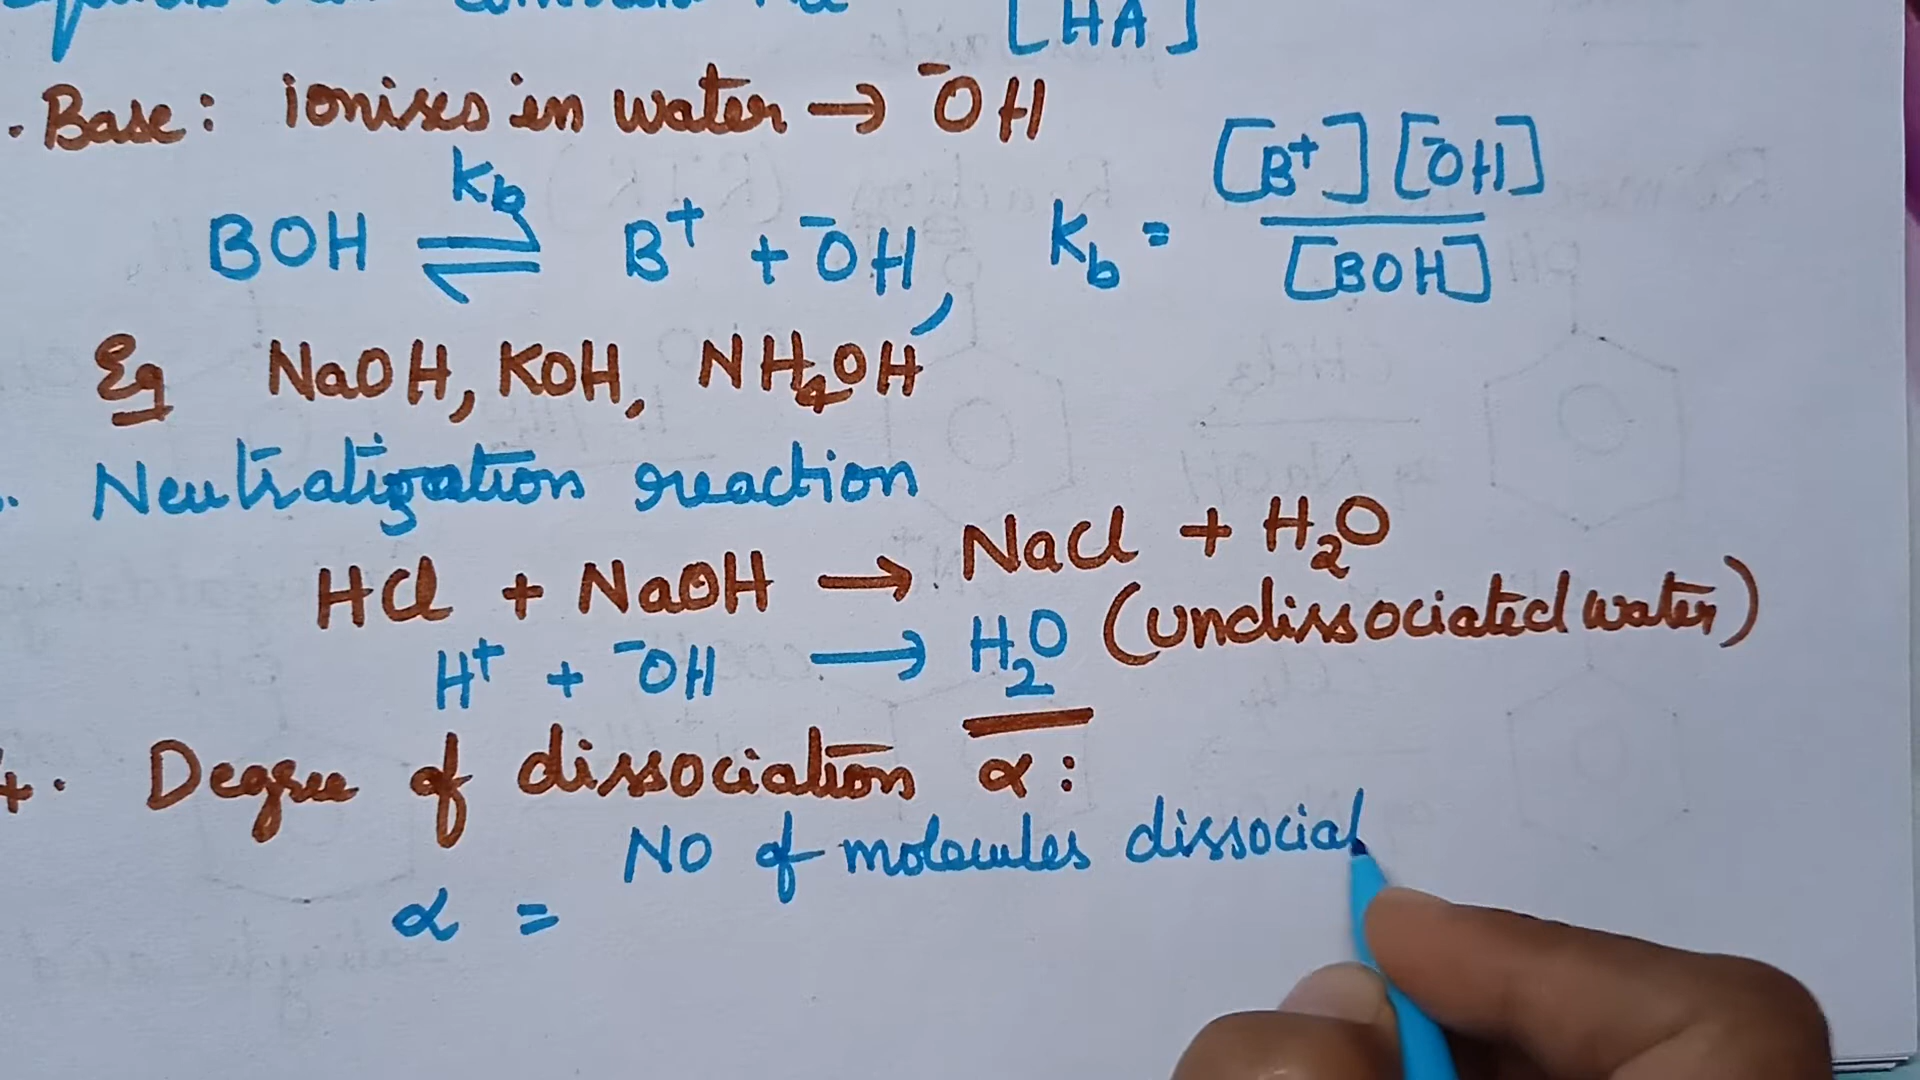 [HA]
. Base: ionises in water → ⁻OH
BOH ⇌ B⁺ + ⁻OH, Kb = [B⁺][⁻OH] / [BOH]
Kb
Eg NaOH, KOH, NH₄OH
. Neutralization reaction
HCl + NaOH → NaCl + H₂O
H⁺ + ⁻OH → H₂O (undissociated water)
4. Degree of dissociation α:
α = No of molecules dissociat